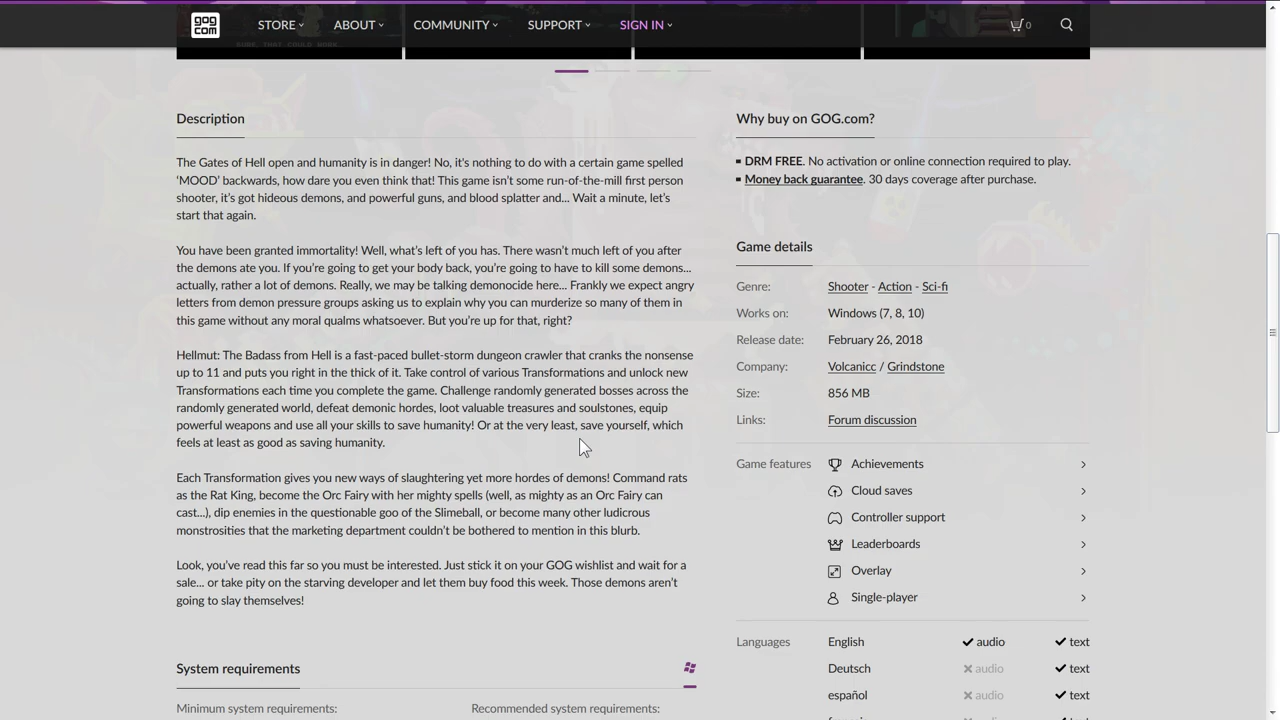 gog
com
STORE
ABOUT
COMMUNITY
SUPPORT
SIGN IN
0
Description
The Gates of Hell open and humanity is in danger! No, it's nothing to do with a certain game spelled
‘MOOD’ backwards, how dare you even think that! This game isn’t some run-of-the-mill first person
shooter, it’s got hideous demons, and powerful guns, and blood splatter and... Wait a minute, let’s
start that again.
You have been granted immortality! Well, what’s left of you has. There wasn’t much left of you after
the demons ate you. If you’re going to get your body back, you’re going to have to kill some demons...
actually, rather a lot of demons. Really, we may be talking demonocide here... Frankly we expect angry
letters from demon pressure groups asking us to explain why you can murderize so many of them in
this game without any moral qualms whatsoever. But you’re up for that, right?
Hellmut: The Badass from Hell is a fast-paced bullet-storm dungeon crawler that cranks the nonsense
up to 11 and puts you right in the thick of it. Take control of various Transformations and unlock new
Transformations each time you complete the game. Challenge randomly generated bosses across the
randomly generated world, defeat demonic hordes, loot valuable treasures and soulstones, equip
powerful weapons and use all your skills to save humanity! Or at the very least, save yourself, which
feels at least as good as saving humanity.
Each Transformation gives you new ways of slaughtering yet more hordes of demons! Command rats
as the Rat King, become the Orc Fairy with her mighty spells (well, as mighty as an Orc Fairy can
cast...), dip enemies in the questionable goo of the Slimeball, or become many other ludicrous
monstrosities that the marketing department couldn’t be bothered to mention in this blurb.
Look, you’ve read this far so you must be interested. Just stick it on your GOG wishlist and wait for a
sale... or take pity on the starving developer and let them buy food this week. Those demons aren’t
going to slay themselves!
System requirements
Minimum system requirements:
Recommended system requirements:
Why buy on GOG.com?
DRM FREE. No activation or online connection required to play.
Money back guarantee. 30 days coverage after purchase.
Game details
Genre: Shooter - Action - Sci-fi
Works on: Windows (7, 8, 10)
Release date: February 26, 2018
Company: Volcanicc / Grindstone
Size: 856 MB
Links: Forum discussion
Game features Achievements
Cloud saves
Controller support
Leaderboards
Overlay
Single-player
Languages English audio text
Deutsch audio text
español audio text